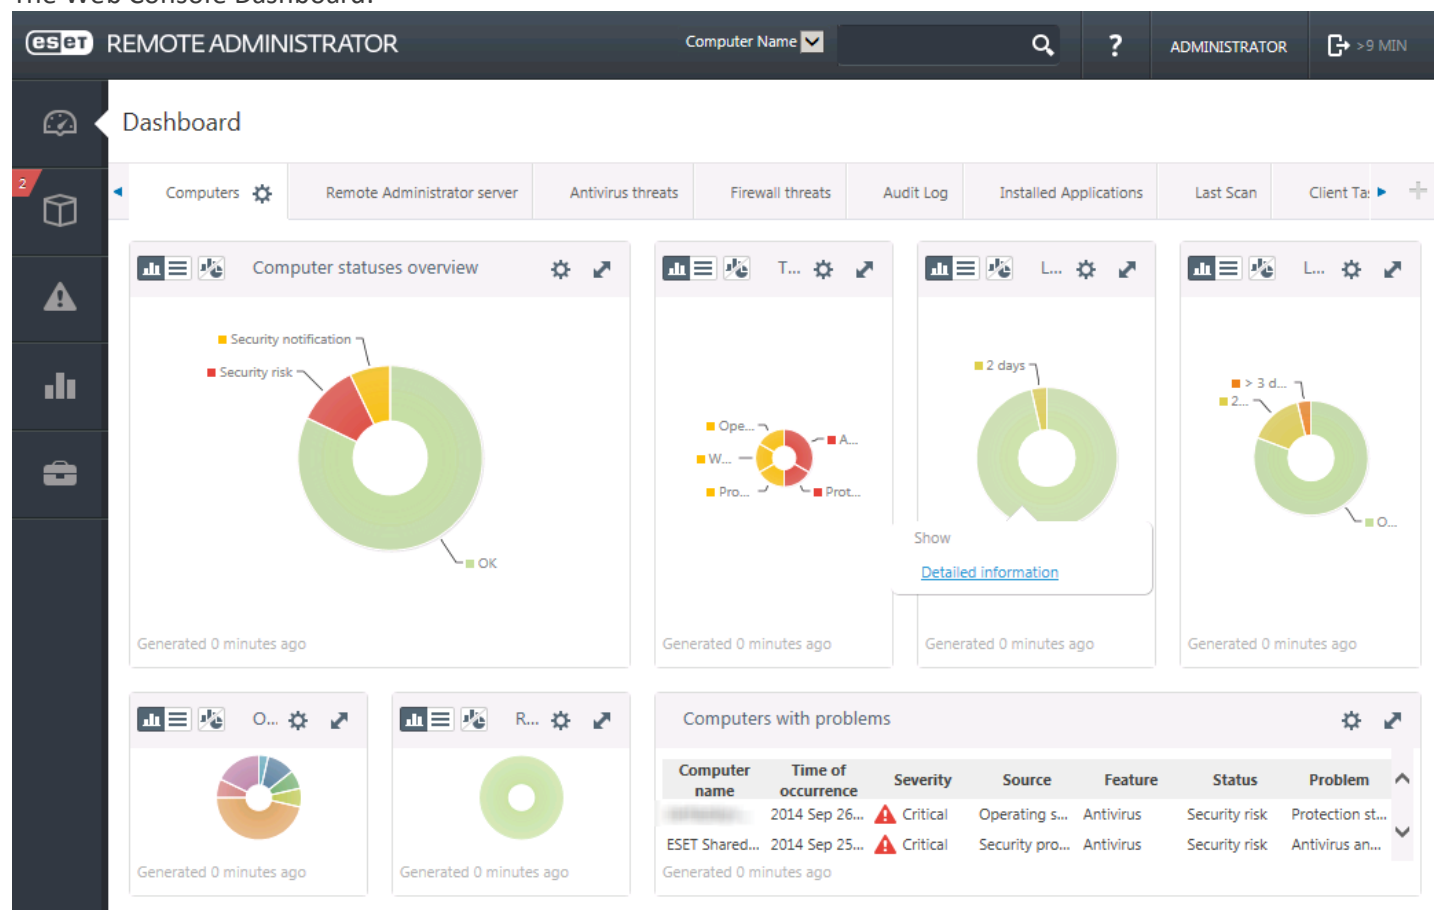 The Web Console Dashboard:
eseT REMOTE ADMINISTRATOR
Computer Name
?
ADMINISTRATOR
>9 MIN
Dashboard
2
Computers
Remote Administrator server
Antivirus threats
Firewall threats
Audit Log
Installed Applications
Last Scan
Client Ta:
Computer statuses overview
Security notification
Security risk
OK
Generated 0 minutes ago
T...
Ope...
A...
W...
Pro...
Prot...
Generated 0 minutes ago
L...
2 days
Show
Detailed information
Generated 0 minutes ago
L...
> 3 d...
2...
O...
Generated 0 minutes ago
O...
Generated 0 minutes ago
R...
Generated 0 minutes ago
Computers with problems
Computer name Time of occurrence Severity Source Feature Status Problem
2014 Sep 26... Critical Operating s... Antivirus Security risk Protection st...
ESET Shared... 2014 Sep 25... Critical Security pro... Antivirus Security risk Antivirus an...
Generated 0 minutes ago